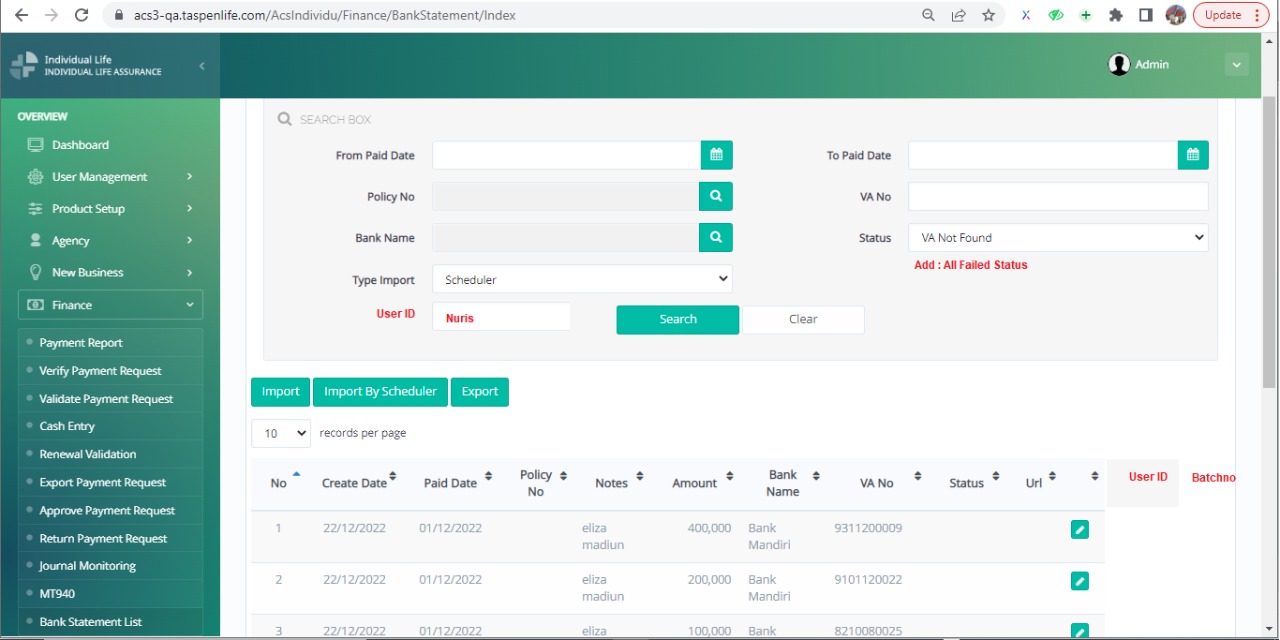 acs3-qa.taspenlife.com/AcsIndividu/Finance/BankStatement/Index
Update
Individual Life
INDIVIDUAL LIFE ASSURANCE
Admin
OVERVIEW
Dashboard
User Management
Product Setup
Agency
New Business
Finance
Payment Report
Verify Payment Request
Validate Payment Request
Cash Entry
Renewal Validation
Export Payment Request
Approve Payment Request
Return Payment Request
Journal Monitoring
MT940
Bank Statement List
SEARCH BOX
From Paid Date
To Paid Date
Policy No
VA No
Bank Name
Status VA Not Found
Add : All Failed Status
Type Import Scheduler
User ID Nuris
Search Clear
Import Import By Scheduler Export
10 records per page
No Create Date Paid Date Policy No Notes Amount Bank Name VA No Status Url User ID Batchno
1 22/12/2022 01/12/2022 eliza madiun 400,000 Bank Mandiri 9311200009
2 22/12/2022 01/12/2022 eliza madiun 200,000 Bank Mandiri 9101120022
3 22/12/2022 01/12/2022 eliza 100,000 Bank 8210080025